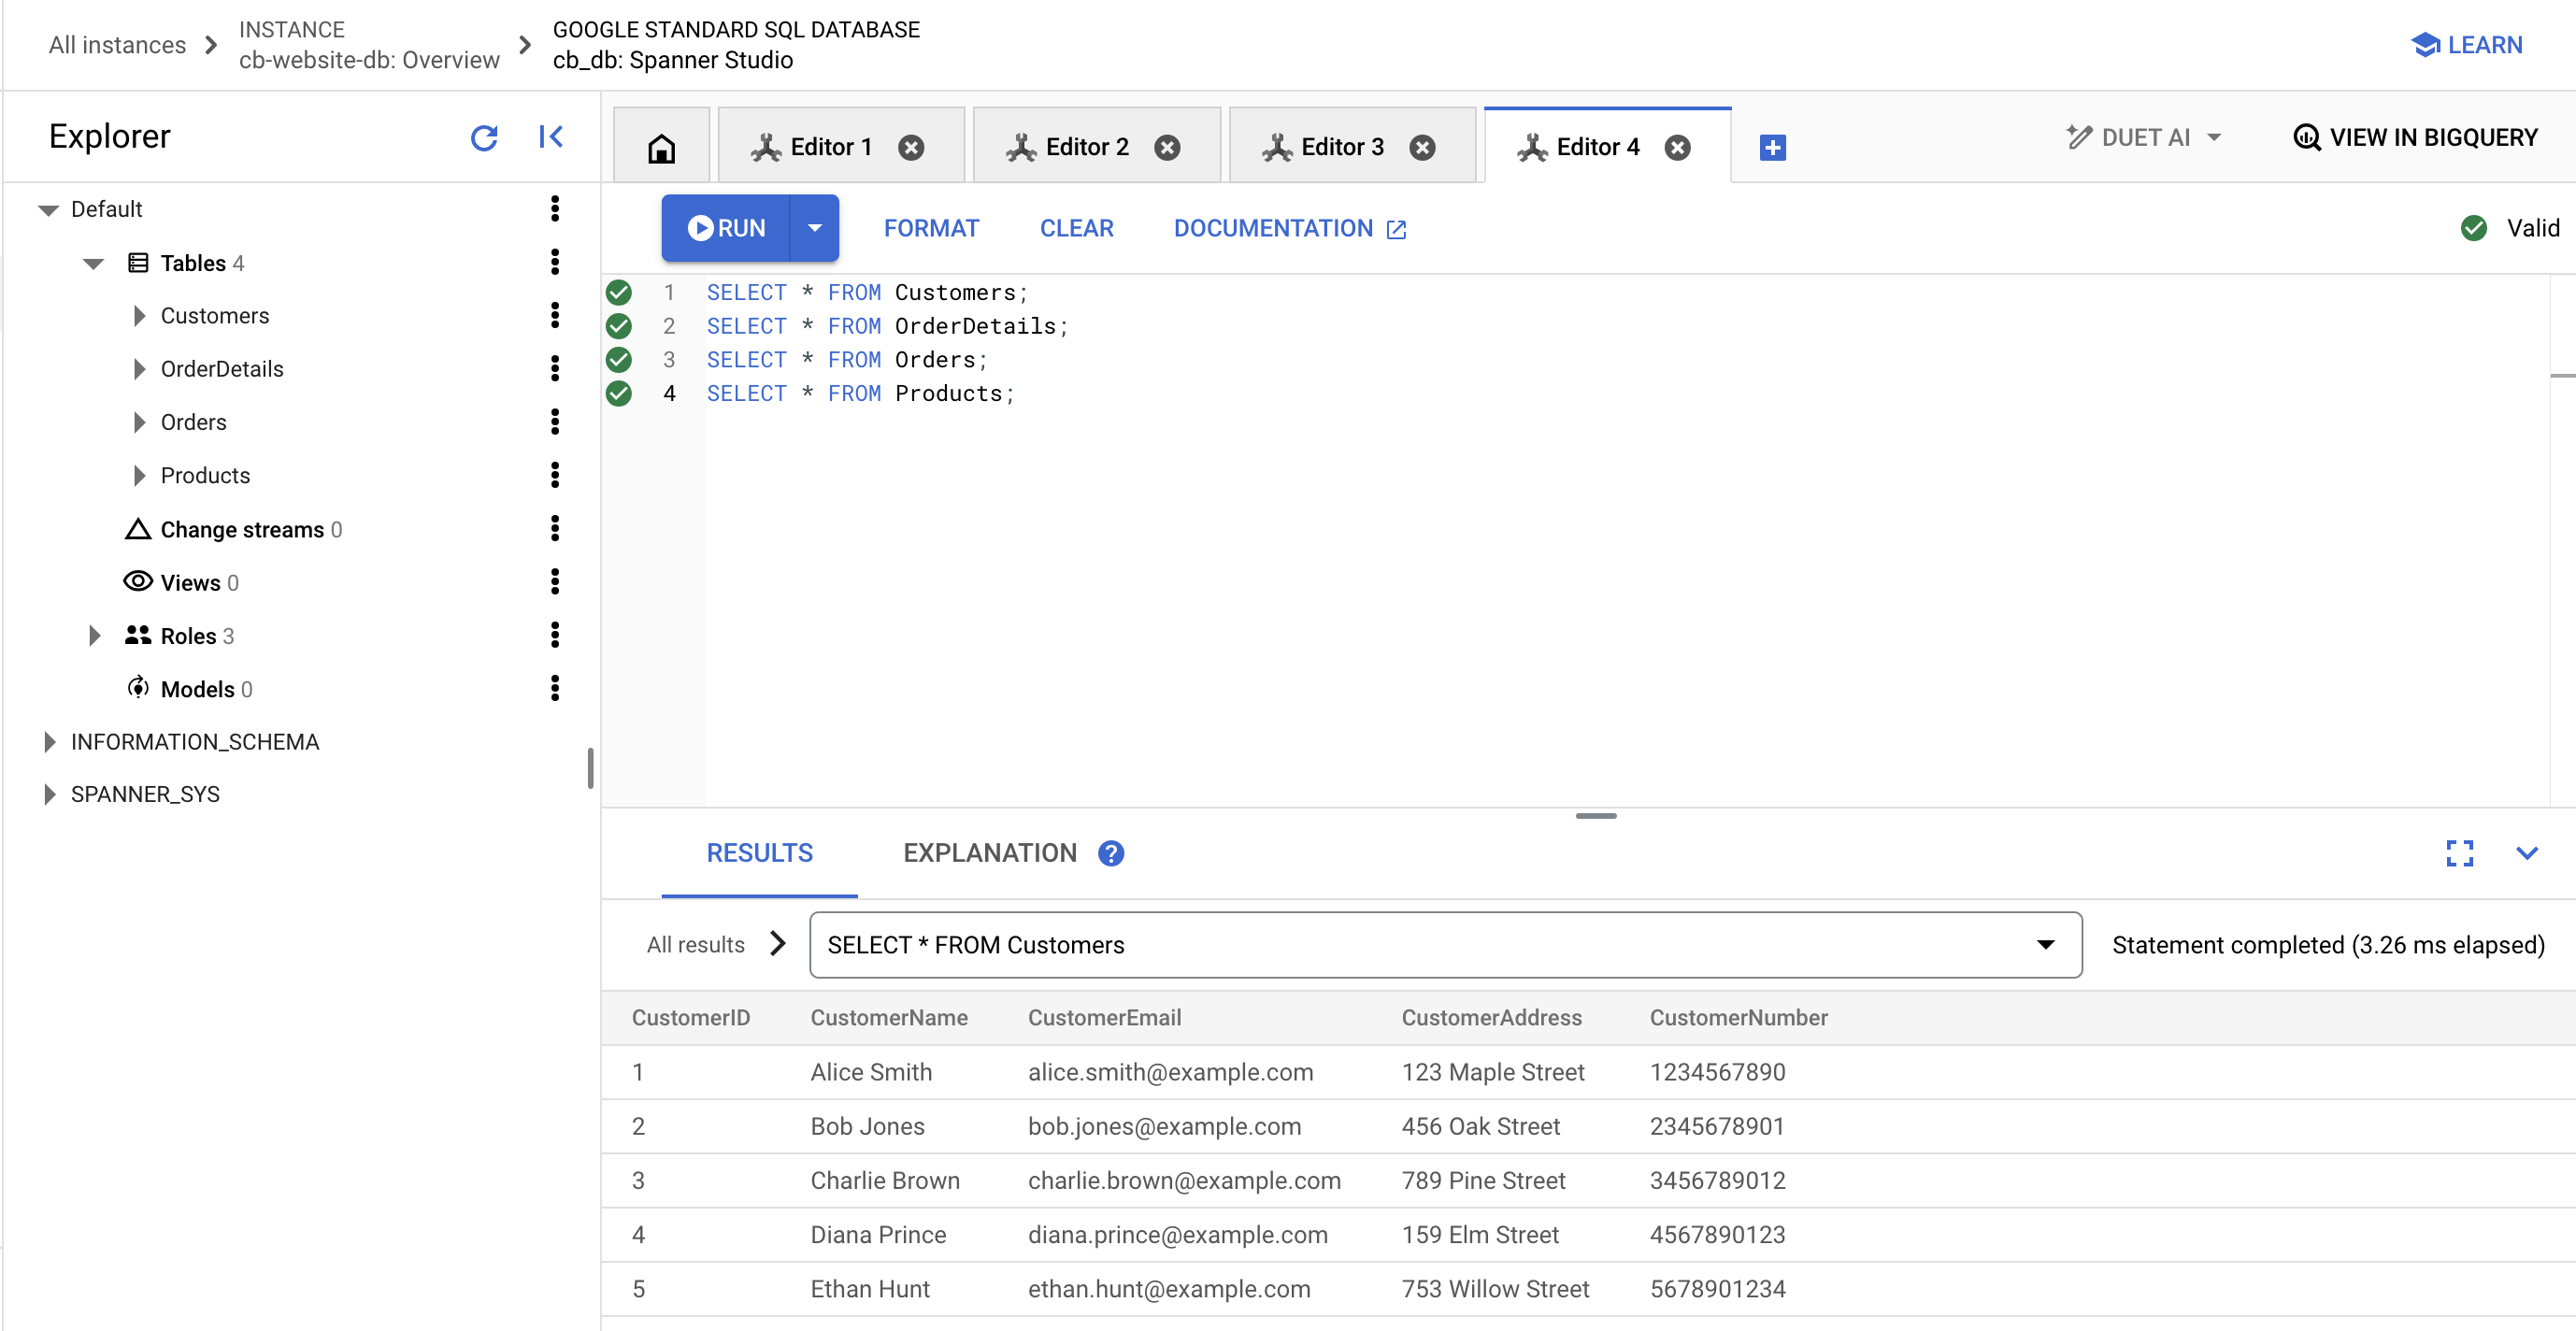 All instances
INSTANCE
cb-website-db: Overview
GOOGLE STANDARD SQL DATABASE
cb_db: Spanner Studio
LEARN
Explorer
Default
Tables 4
Customers
OrderDetails
Orders
Products
Change streams 0
Views 0
Roles 3
Models 0
INFORMATION_SCHEMA
SPANNER_SYS
Editor 1
Editor 2
Editor 3
Editor 4
DUET AI
VIEW IN BIGQUERY
RUN
FORMAT
CLEAR
DOCUMENTATION
Valid
1 SELECT * FROM Customers;
2 SELECT * FROM OrderDetails;
3 SELECT * FROM Orders;
4 SELECT * FROM Products;
RESULTS
EXPLANATION ?
All results
SELECT * FROM Customers
Statement completed (3.26 ms elapsed)
CustomerID CustomerName CustomerEmail CustomerAddress CustomerNumber
1 Alice Smith alice.smith@example.com 123 Maple Street 1234567890
2 Bob Jones bob.jones@example.com 456 Oak Street 2345678901
3 Charlie Brown charlie.brown@example.com 789 Pine Street 3456789012
4 Diana Prince diana.prince@example.com 159 Elm Street 4567890123
5 Ethan Hunt ethan.hunt@example.com 753 Willow Street 5678901234